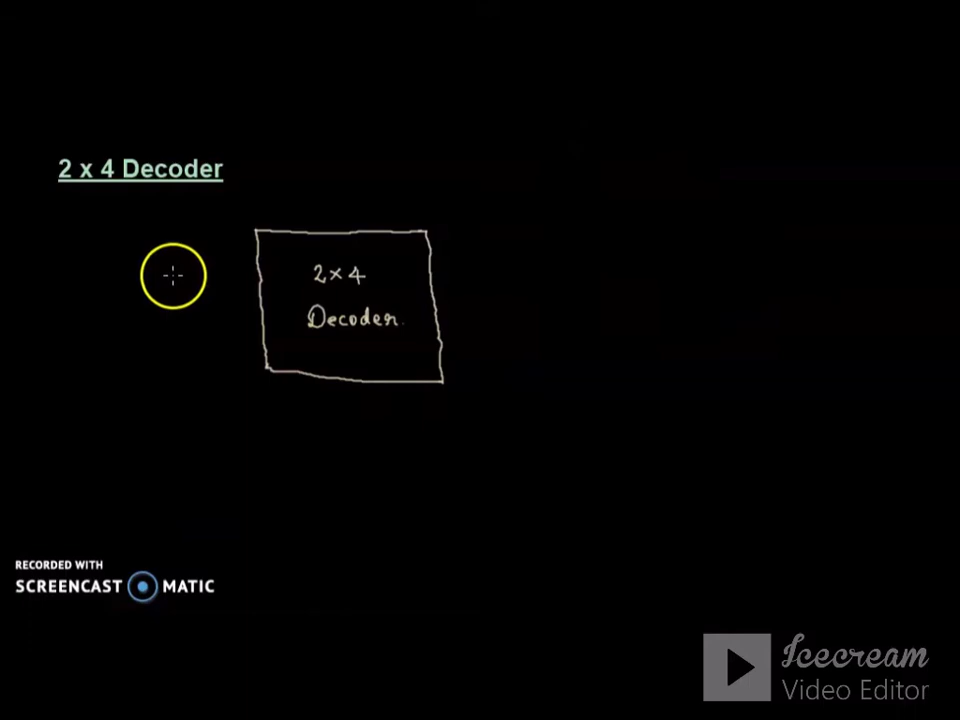 2 x 4 Decoder
2 × 4
Decoder.
RECORDED WITH
SCREENCAST MATIC
Icecream
Video Editor